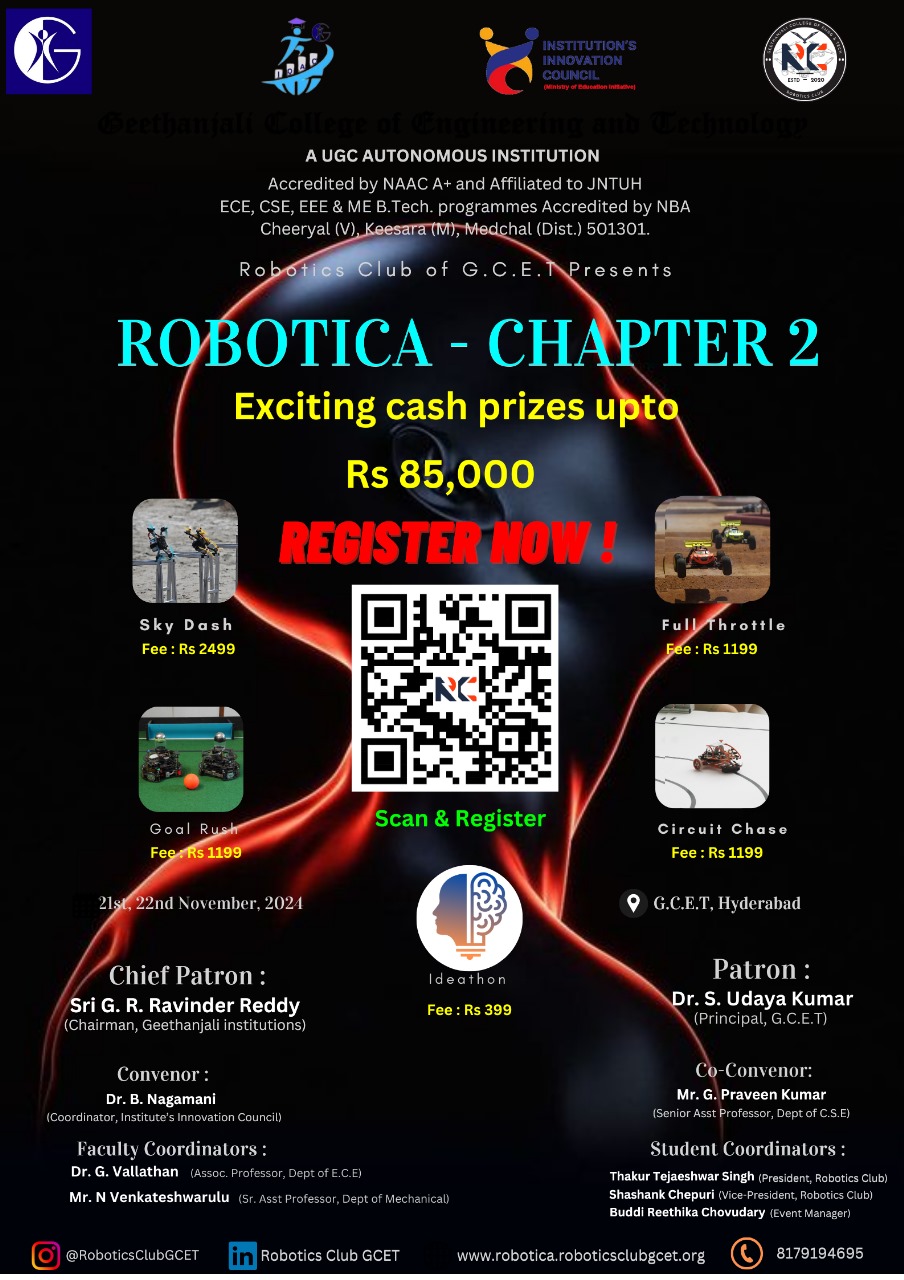 G
IQAC
INSTITUTION'S
INNOVATION
COUNCIL
(Ministry of Education Initiative)
RC
ESTD - 2020
ROBOTICS CLUB
Geethanjali College of Engineering and Technology
A UGC AUTONOMOUS INSTITUTION
Accredited by NAAC A+ and Affiliated to JNTUH
ECE, CSE, EEE & ME B.Tech. programmes Accredited by NBA
Cheeryal (V), Keesara (M), Medchal (Dist.) 501301.
Robotics Club of G.C.E.T Presents
ROBOTICA - CHAPTER 2
Exciting cash prizes upto
Rs 85,000
REGISTER NOW !
Sky Dash
Fee : Rs 2499
Full Throttle
Fee : Rs 1199
RC
Goal Rush
Fee : Rs 1199
Scan & Register
Circuit Chase
Fee : Rs 1199
21st, 22nd November, 2024
G.C.E.T, Hyderabad
Ideathon
Fee : Rs 399
Chief Patron :
Sri G. R. Ravinder Reddy
(Chairman, Geethanjali institutions)
Patron :
Dr. S. Udaya Kumar
(Principal, G.C.E.T)
Convenor :
Dr. B. Nagamani
(Coordinator, Institute's Innovation Council)
Co-Convenor:
Mr. G. Praveen Kumar
(Senior Asst Professor, Dept of C.S.E)
Faculty Coordinators :
Dr. G. Vallathan (Assoc. Professor, Dept of E.C.E)
Mr. N Venkateshwarulu (Sr. Asst Professor, Dept of Mechanical)
Student Coordinators :
Thakur Tejaeshwar Singh (President, Robotics Club)
Shashank Chepuri (Vice-President, Robotics Club)
Buddi Reethika Chovudary (Event Manager)
@RoboticsClubGCET
in Robotics Club GCET
www.robotica.roboticsclubgcet.org
8179194695